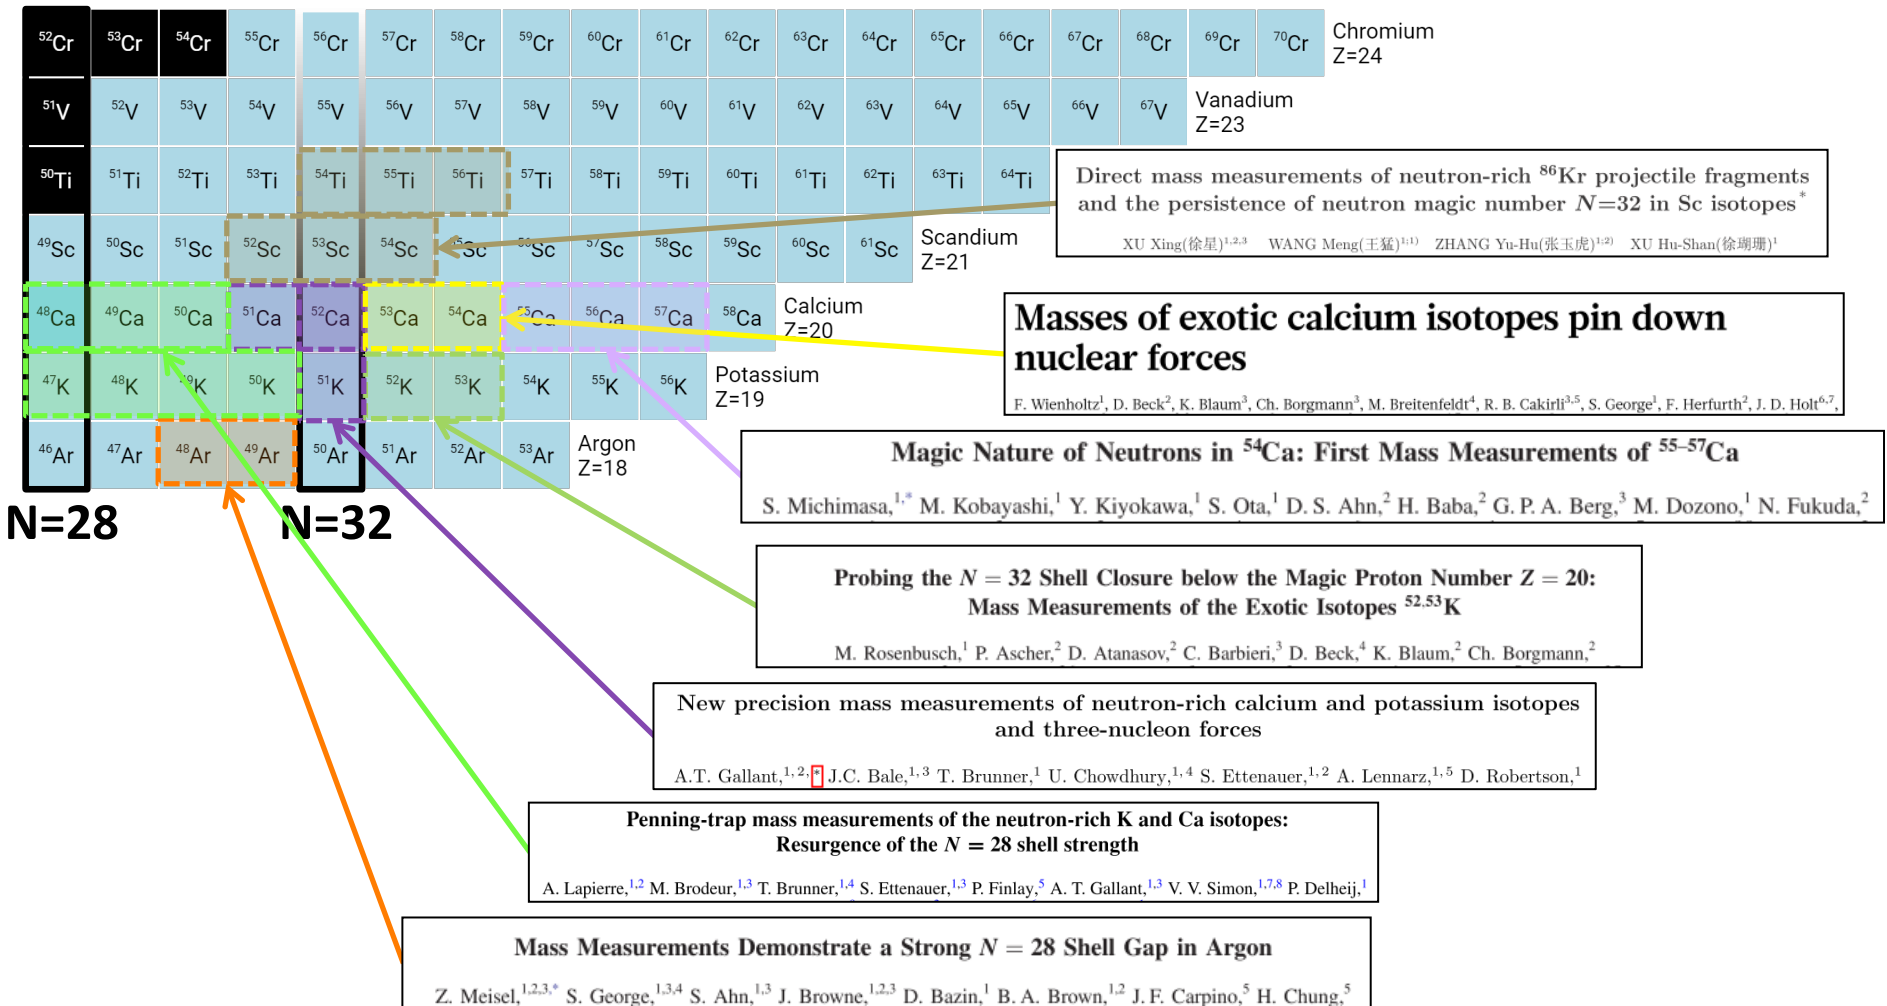 ⁵²Cr ⁵³Cr ⁵⁴Cr ⁵⁵Cr ⁵⁶Cr ⁵⁷Cr ⁵⁸Cr ⁵⁹Cr ⁶⁰Cr ⁶¹Cr ⁶²Cr ⁶³Cr ⁶⁴Cr ⁶⁵Cr ⁶⁶Cr ⁶⁷Cr ⁶⁸Cr ⁶⁹Cr ⁷⁰Cr
Chromium
Z=24
⁵¹V ⁵²V ⁵³V ⁵⁴V ⁵⁵V ⁵⁶V ⁵⁷V ⁵⁸V ⁵⁹V ⁶⁰V ⁶¹V ⁶²V ⁶³V ⁶⁴V ⁶⁵V ⁶⁶V ⁶⁷V
Vanadium
Z=23
⁵⁰Ti ⁵¹Ti ⁵²Ti ⁵³Ti ⁵⁴Ti ⁵⁵Ti ⁵⁶Ti ⁵⁷Ti ⁵⁸Ti ⁵⁹Ti ⁶⁰Ti ⁶¹Ti ⁶²Ti ⁶³Ti ⁶⁴Ti
⁴⁹Sc ⁵⁰Sc ⁵¹Sc ⁵²Sc ⁵³Sc ⁵⁴Sc ⁵⁵Sc ⁵⁶Sc ⁵⁷Sc ⁵⁸Sc ⁵⁹Sc ⁶⁰Sc ⁶¹Sc
Scandium
Z=21
⁴⁸Ca ⁴⁹Ca ⁵⁰Ca ⁵¹Ca ⁵²Ca ⁵³Ca ⁵⁴Ca ⁵⁵Ca ⁵⁶Ca ⁵⁷Ca ⁵⁸Ca
Calcium
Z=20
⁴⁷K ⁴⁸K ⁴⁹K ⁵⁰K ⁵¹K ⁵²K ⁵³K ⁵⁴K ⁵⁵K ⁵⁶K
Potassium
Z=19
⁴⁶Ar ⁴⁷Ar ⁴⁸Ar ⁴⁹Ar ⁵⁰Ar ⁵¹Ar ⁵²Ar ⁵³Ar
Argon
Z=18
N=28 N=32
Direct mass measurements of neutron-rich ⁸⁶Kr projectile fragments
and the persistence of neutron magic number N=32 in Sc isotopes*
XU Xing(徐星)¹,²,³ WANG Meng(王猛)¹;¹⁾ ZHANG Yu-Hu(张玉虎)¹;²⁾ XU Hu-Shan(徐瑚珊)¹
Masses of exotic calcium isotopes pin down
nuclear forces
F. Wienholtz¹, D. Beck², K. Blaum³, Ch. Borgmann³, M. Breitenfeldt⁴, R. B. Cakirli³,⁵, S. George¹, F. Herfurth², J. D. Holt⁶,⁷,
Magic Nature of Neutrons in ⁵⁴Ca: First Mass Measurements of ⁵⁵⁻⁵⁷Ca
S. Michimasa,¹,* M. Kobayashi,¹ Y. Kiyokawa,¹ S. Ota,¹ D. S. Ahn,² H. Baba,² G. P. A. Berg,³ M. Dozono,¹ N. Fukuda,²
Probing the N = 32 Shell Closure below the Magic Proton Number Z = 20:
Mass Measurements of the Exotic Isotopes ⁵²,⁵³K
M. Rosenbusch,¹ P. Ascher,² D. Atanasov,² C. Barbieri,³ D. Beck,⁴ K. Blaum,² Ch. Borgmann,²
New precision mass measurements of neutron-rich calcium and potassium isotopes
and three-nucleon forces
A.T. Gallant,¹,²,* J.C. Bale,¹,³ T. Brunner,¹ U. Chowdhury,¹,⁴ S. Ettenauer,¹,² A. Lennarz,¹,⁵ D. Robertson,¹
Penning-trap mass measurements of the neutron-rich K and Ca isotopes:
Resurgence of the N = 28 shell strength
A. Lapierre,¹,² M. Brodeur,¹,³ T. Brunner,¹,⁴ S. Ettenauer,¹,³ P. Finlay,⁵ A. T. Gallant,¹,³ V. V. Simon,¹,⁷,⁸ P. Delheij,¹
Mass Measurements Demonstrate a Strong N = 28 Shell Gap in Argon
Z. Meisel,¹,²,³,* S. George,¹,³,⁴ S. Ahn,¹,³ J. Browne,¹,²,³ D. Bazin,¹ B. A. Brown,¹,² J. F. Carpino,⁵ H. Chung,⁵